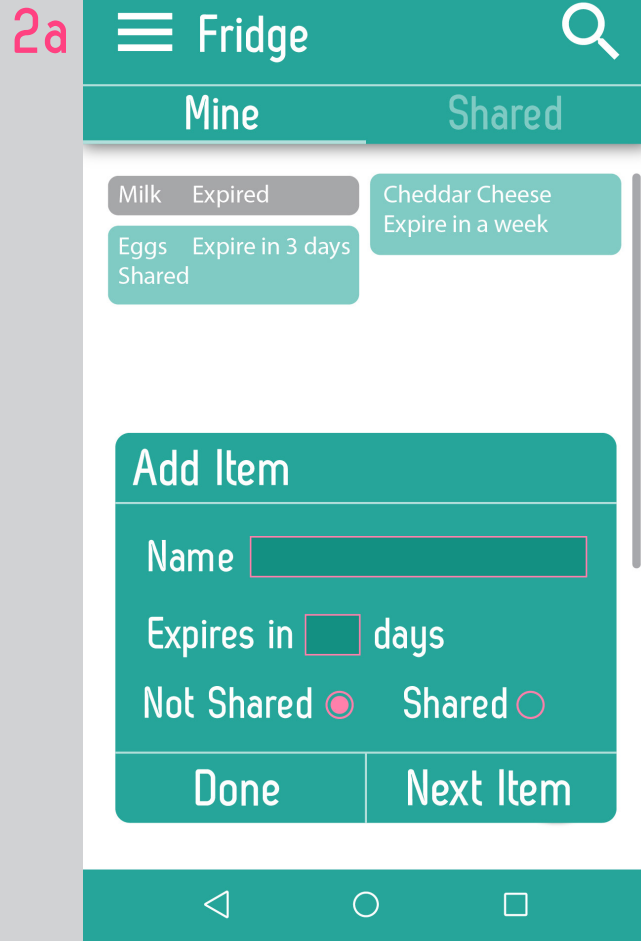 2a
Fridge
Mine Shared
Milk Expired
Eggs Expire in 3 days
Shared
Cheddar Cheese
Expire in a week
Add Item
Name
Expires in days
Not Shared Shared
Done Next Item